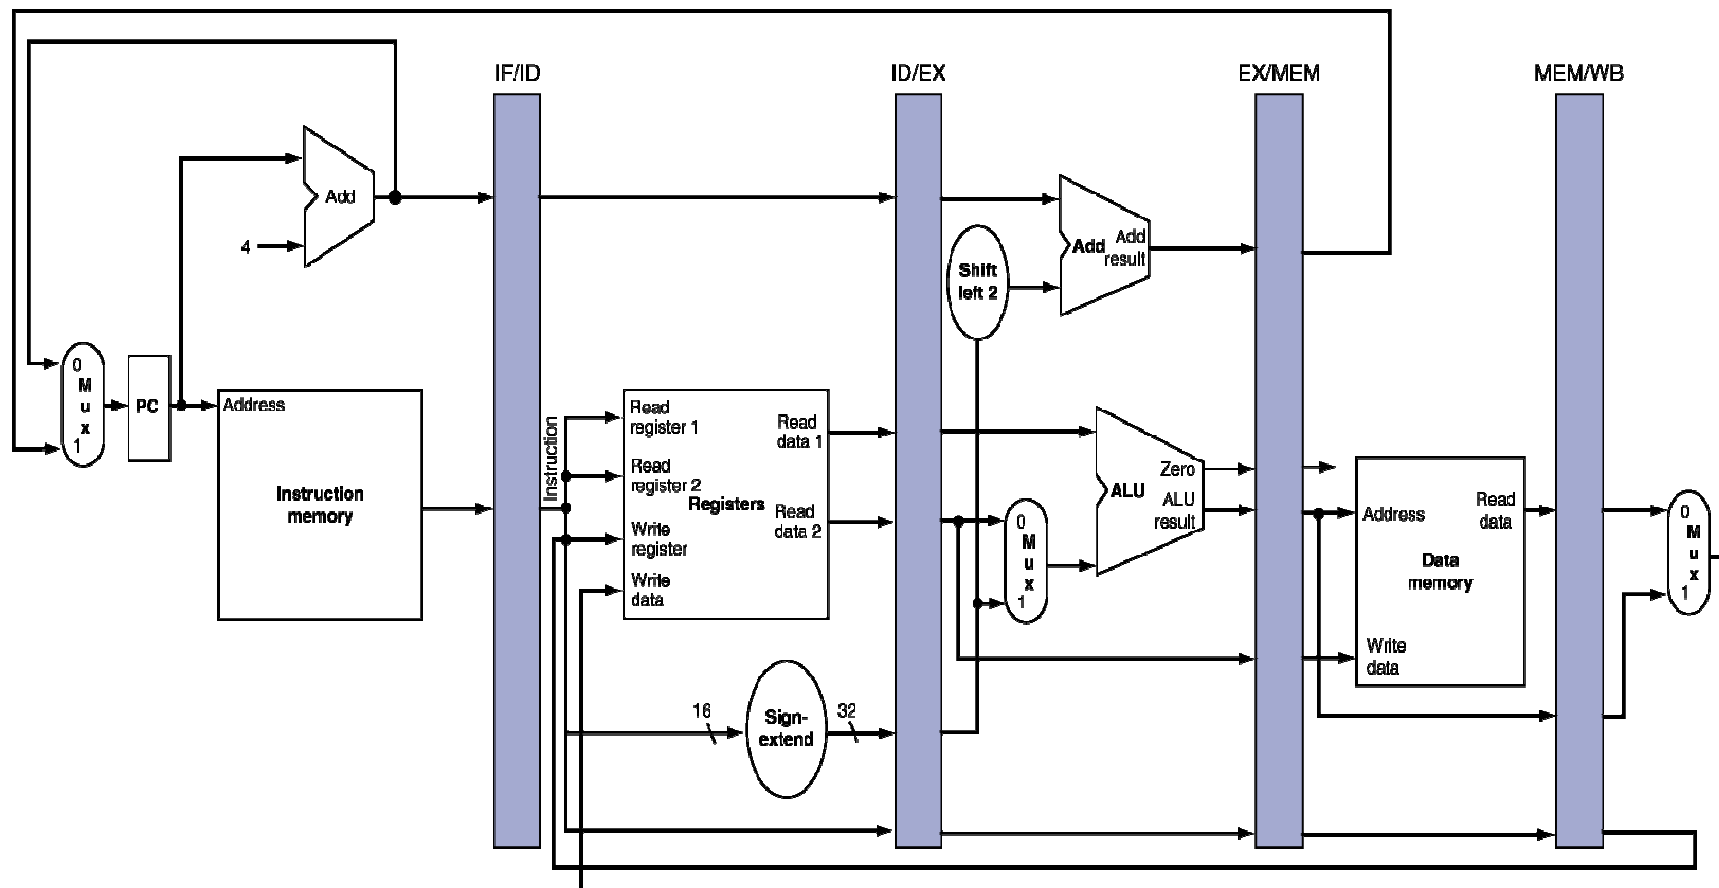 IF/ID
ID/EX
EX/MEM
MEM/WB
Add
4
Add
Add
result
Shift
left 2
0
M
u
x
1
PC
Address
Instruction
memory
Instruction
Read
register 1
Read
register 2
Write
register
Write
data
Registers
Read
data 1
Read
data 2
0
M
u
x
1
Zero
ALU
ALU
result
Address
Read
data
Data
memory
Write
data
0
M
u
x
1
16
Sign-
extend
32